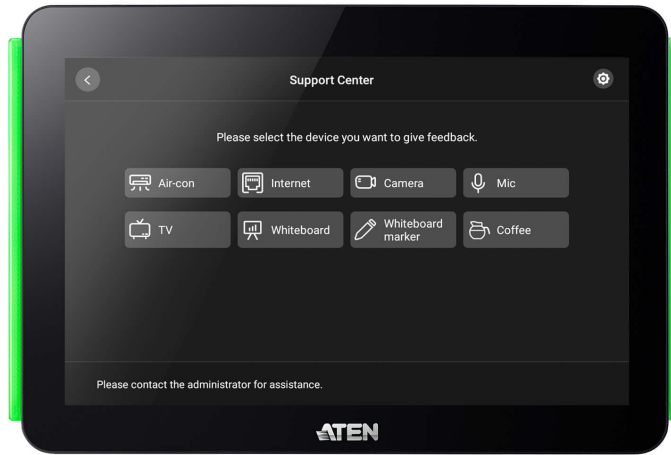 Support Center
Please select the device you want to give feedback.
Air-con
Internet
Camera
Mic
TV
Whiteboard
Whiteboard
marker
Coffee
Please contact the administrator for assistance.
ATEN